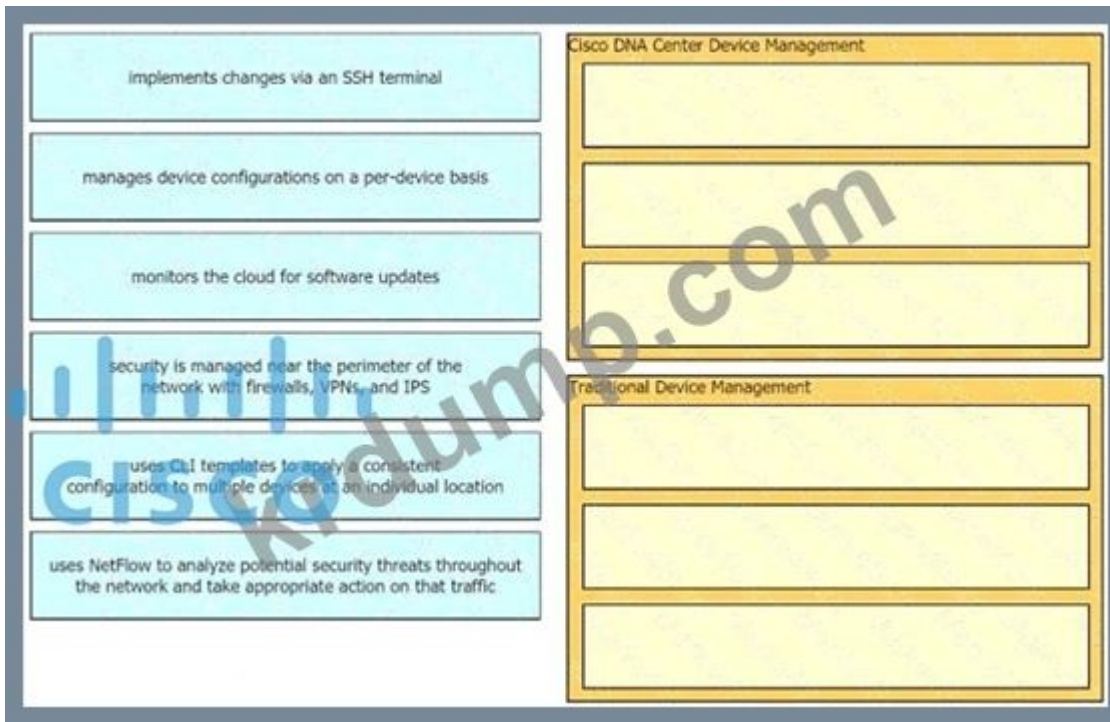 implements changes via an SSH terminal
manages device configurations on a per-device basis
monitors the cloud for software updates
security is managed near the perimeter of the
network with firewalls, VPNs, and IPS
uses CLI templates to apply a consistent
configuration to multiple devices at an individual location
uses NetFlow to analyze potential security threats throughout
the network and take appropriate action on that traffic
Cisco DNA Center Device Management
Traditional Device Management
CISCO
krdump.com